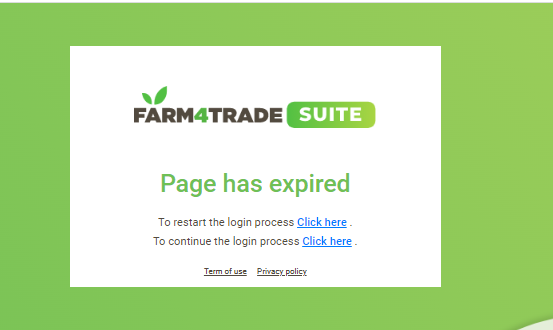 FARM4TRADE SUITE
Page has expired
To restart the login process Click here .
To continue the login process Click here .
Term of use Privacy policy